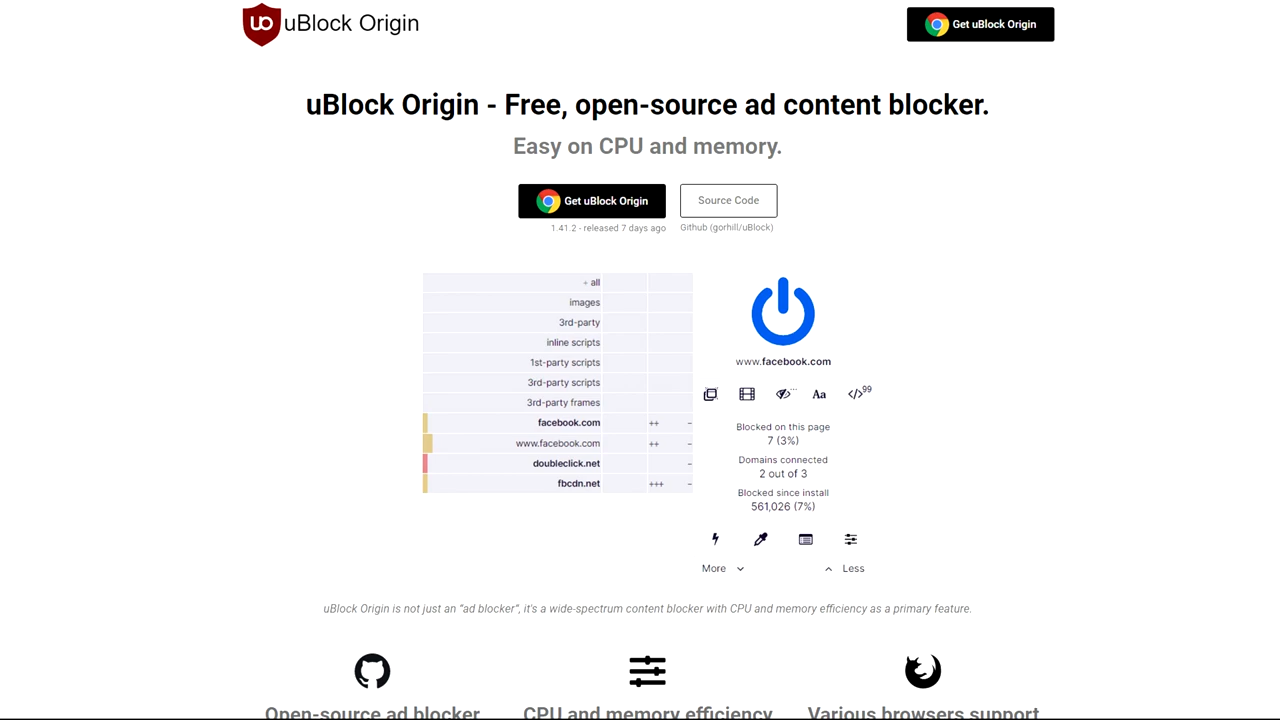 uBlock Origin
Get uBlock Origin
uBlock Origin - Free, open-source ad content blocker.
Easy on CPU and memory.
Get uBlock Origin
Source Code
1.41.2 - released 7 days ago
Github (gorhill/uBlock)
+ all
images
3rd-party
inline scripts
1st-party scripts
3rd-party scripts
3rd-party frames
facebook.com ++ –
www.facebook.com ++ –
doubleclick.net –
fbcdn.net +++ –
www.facebook.com
Aa
</>99
Blocked on this page
7 (3%)
Domains connected
2 out of 3
Blocked since install
561,026 (7%)
More
Less
uBlock Origin is not just an “ad blocker“, it's a wide-spectrum content blocker with CPU and memory efficiency as a primary feature.
Open-source ad blocker
CPU and memory efficiency
Various browsers support